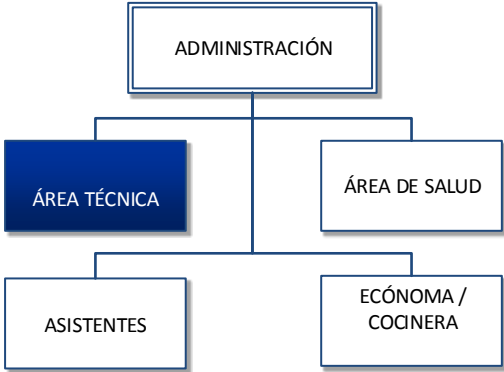 ADMINISTRACIÓN
ÁREA TÉCNICA
ÁREA DE SALUD
ASISTENTES
ECÓNOMA /
COCINERA